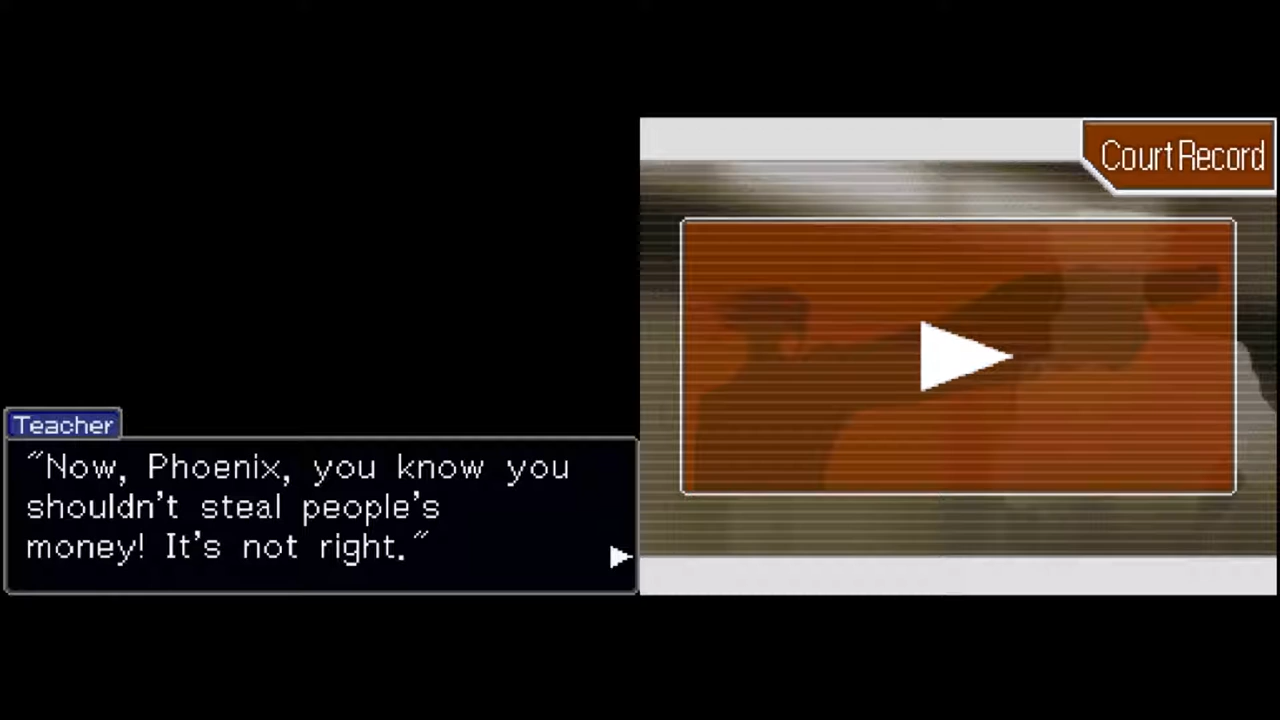 Court Record
Teacher
"Now, Phoenix, you know you
shouldn't steal people's
money! It's not right."